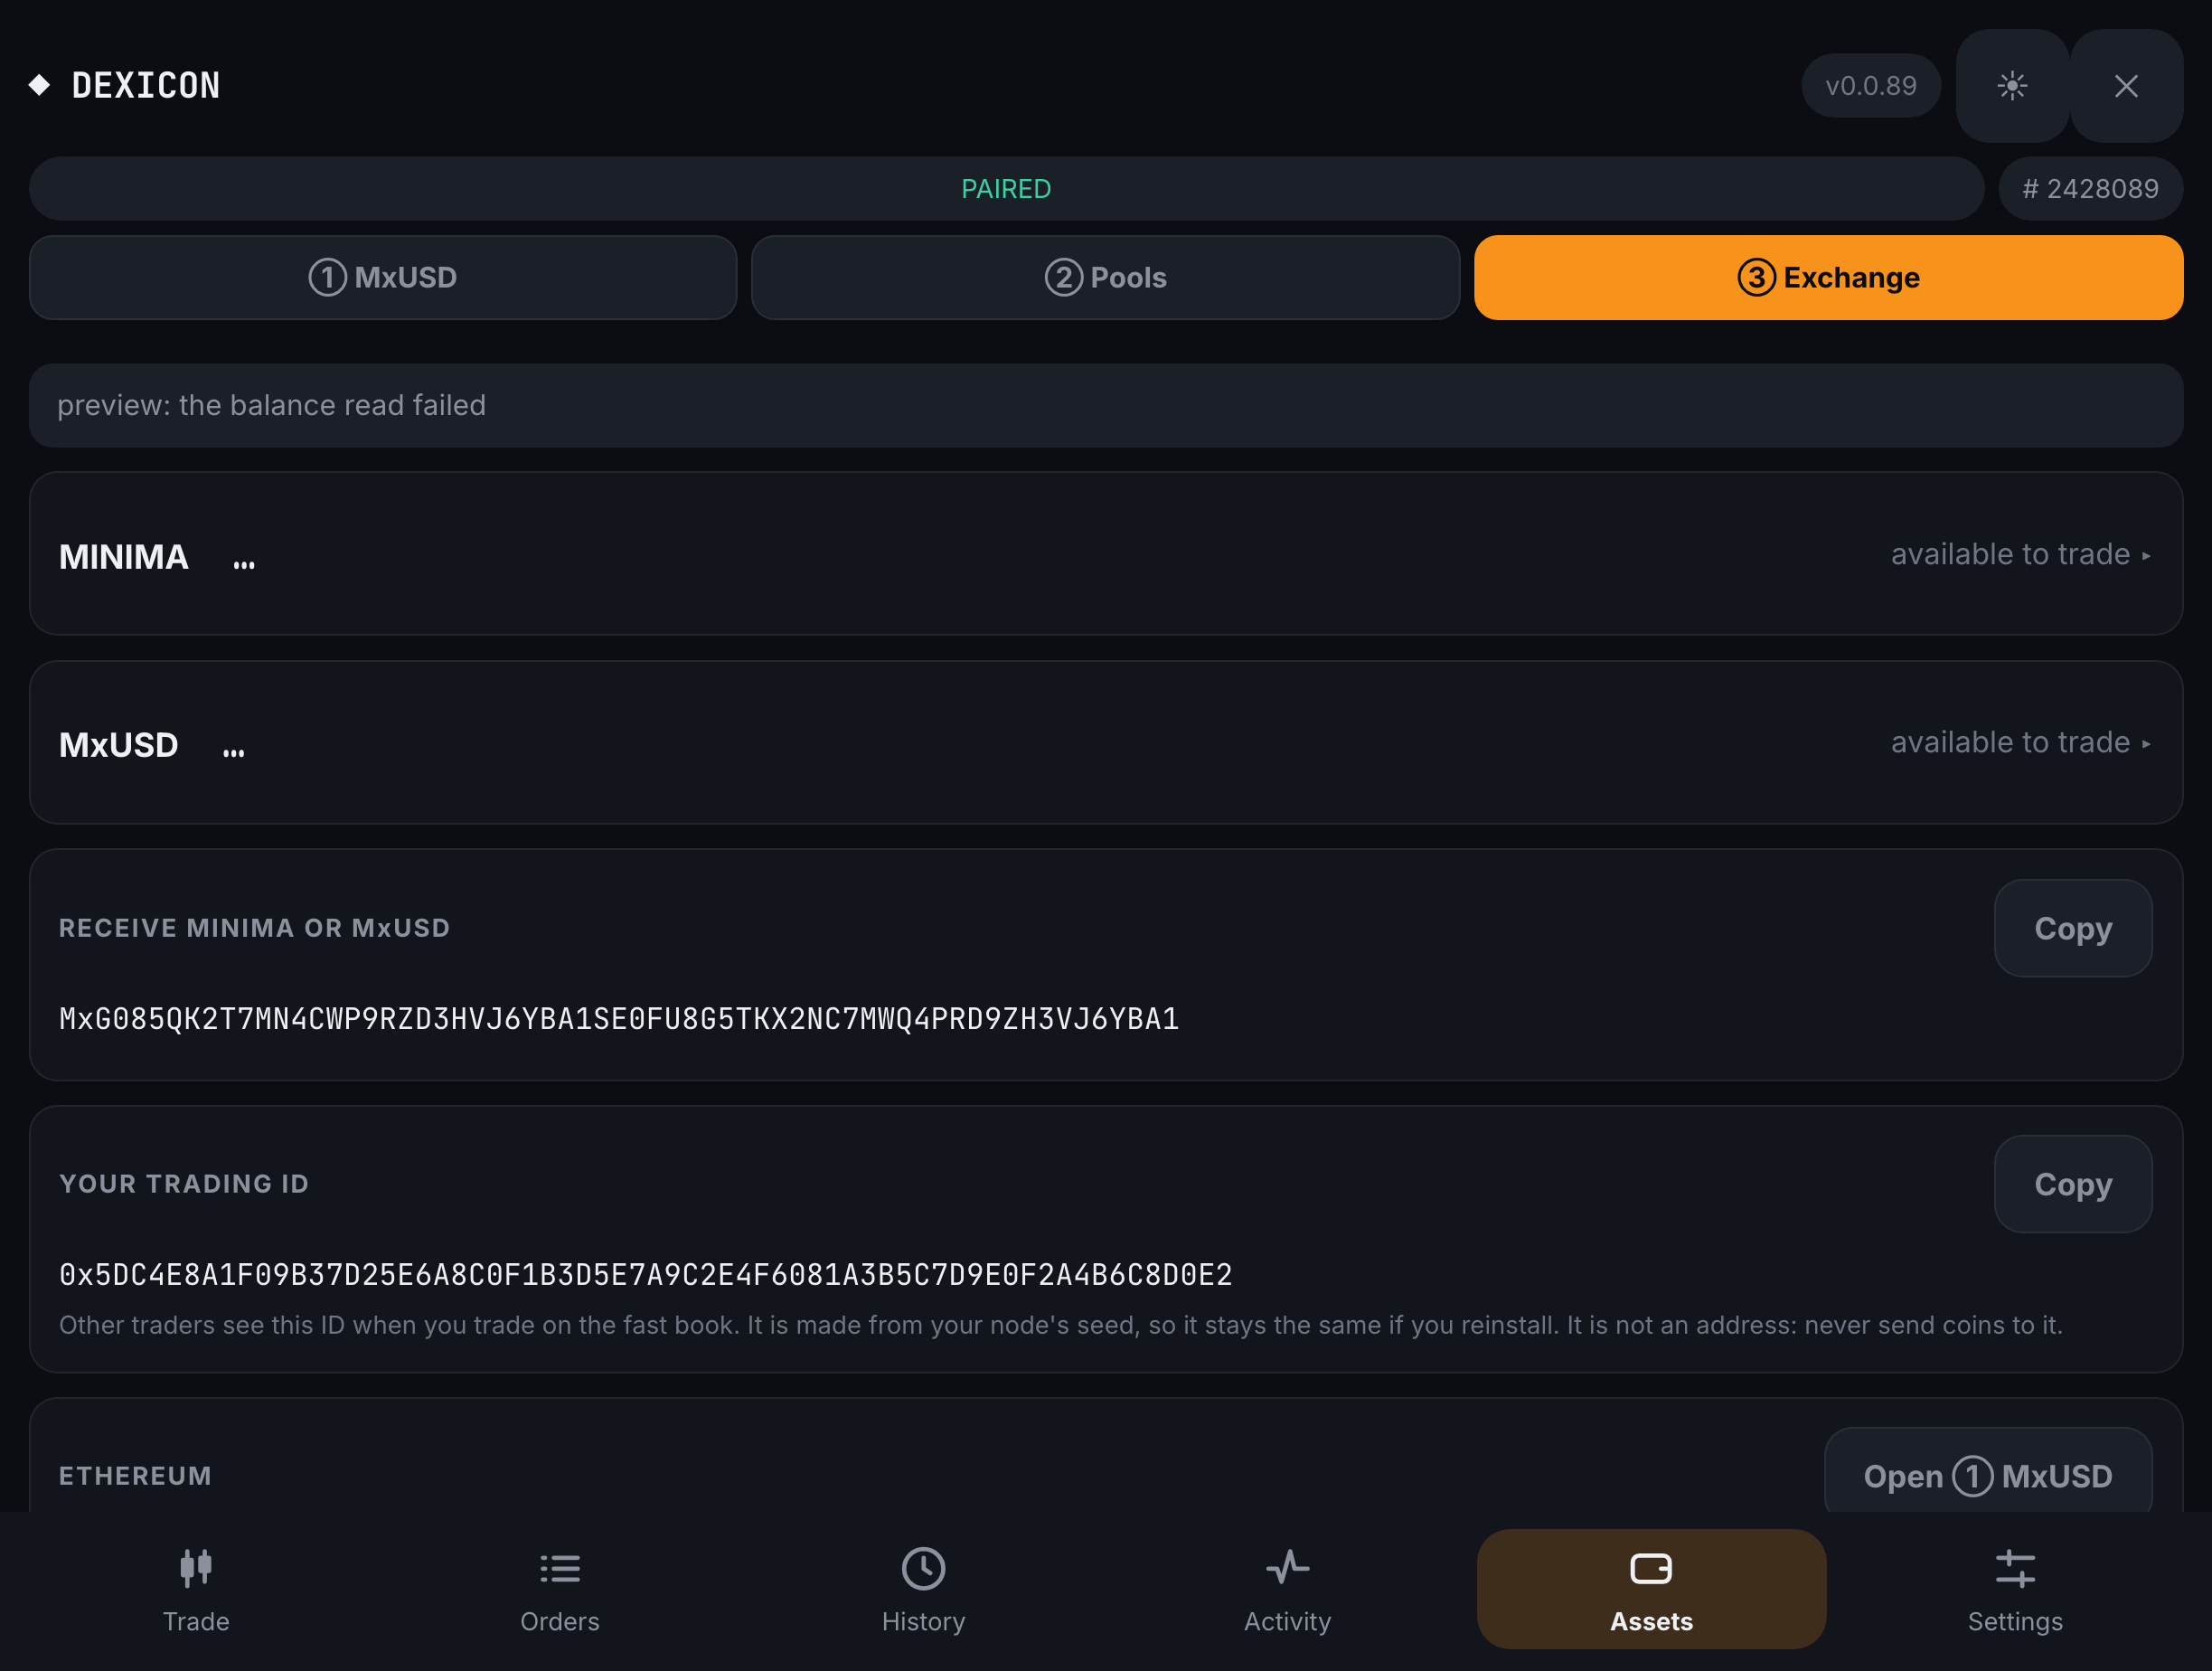 ◆ DEXICON
v0.0.89
PAIRED
# 2428089
① MxUSD
② Pools
③ Exchange
preview: the balance read failed
MINIMA …
available to trade ▸
MxUSD …
available to trade ▸
RECEIVE MINIMA OR MxUSD
Copy
MxG085QK2T7MN4CWP9RZD3HVJ6YBA1SE0FU8G5TKX2NC7MWQ4PRD9ZH3VJ6YBA1
YOUR TRADING ID
Copy
0x5DC4E8A1F09B37D25E6A8C0F1B3D5E7A9C2E4F6081A3B5C7D9E0F2A4B6C8D0E2
Other traders see this ID when you trade on the fast book. It is made from your node's seed, so it stays the same if you reinstall. It is not an address: never send coins to it.
ETHEREUM
Open ① MxUSD
Trade
Orders
History
Activity
Assets
Settings